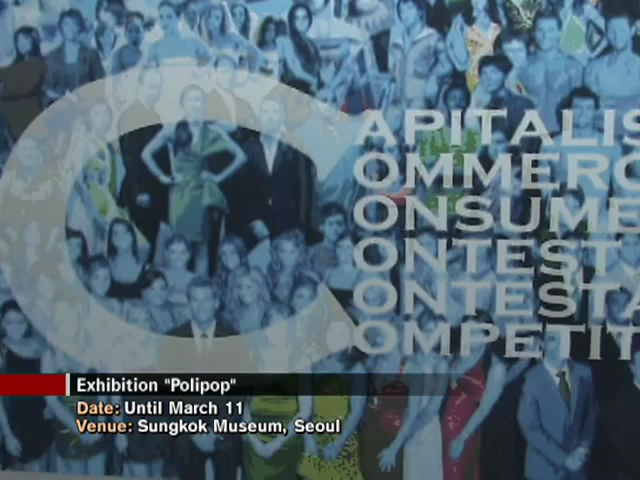 C
APITALIS
OMMERC
ONSUME
ONTEST
ONTESTA
OMPETIT
Exhibition "Polipop"
Date: Until March 11
Venue: Sungkok Museum, Seoul